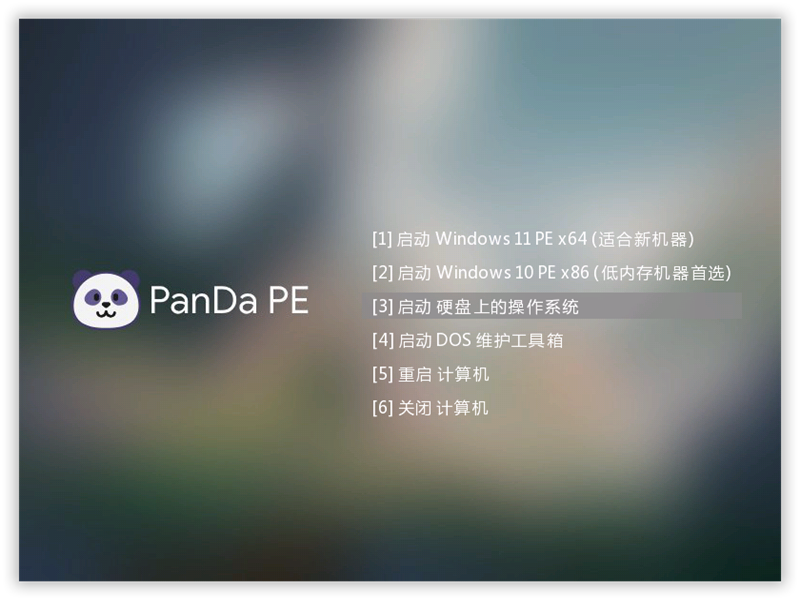 [1] 启动 Windows 11 PE x64 (适合新机器)
[2] 启动 Windows 10 PE x86 (低内存机器首选)
PanDa PE
[3] 启动 硬盘上的操作系统
[4] 启动 DOS 维护工具箱
[5] 重启 计算机
[6] 关闭 计算机